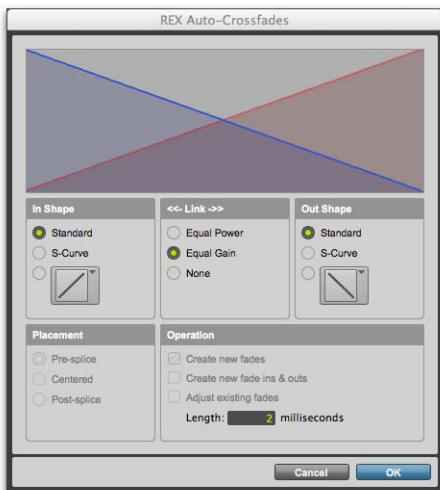 REX Auto-Crossfades
In Shape
Standard
S-Curve
<<- Link ->>
Equal Power
Equal Gain
None
Out Shape
Standard
S-Curve
Placement
Pre-splice
Centered
Post-splice
Operation
Create new fades
Create new fade ins & outs
Adjust existing fades
Length: 2 milliseconds
Cancel
OK